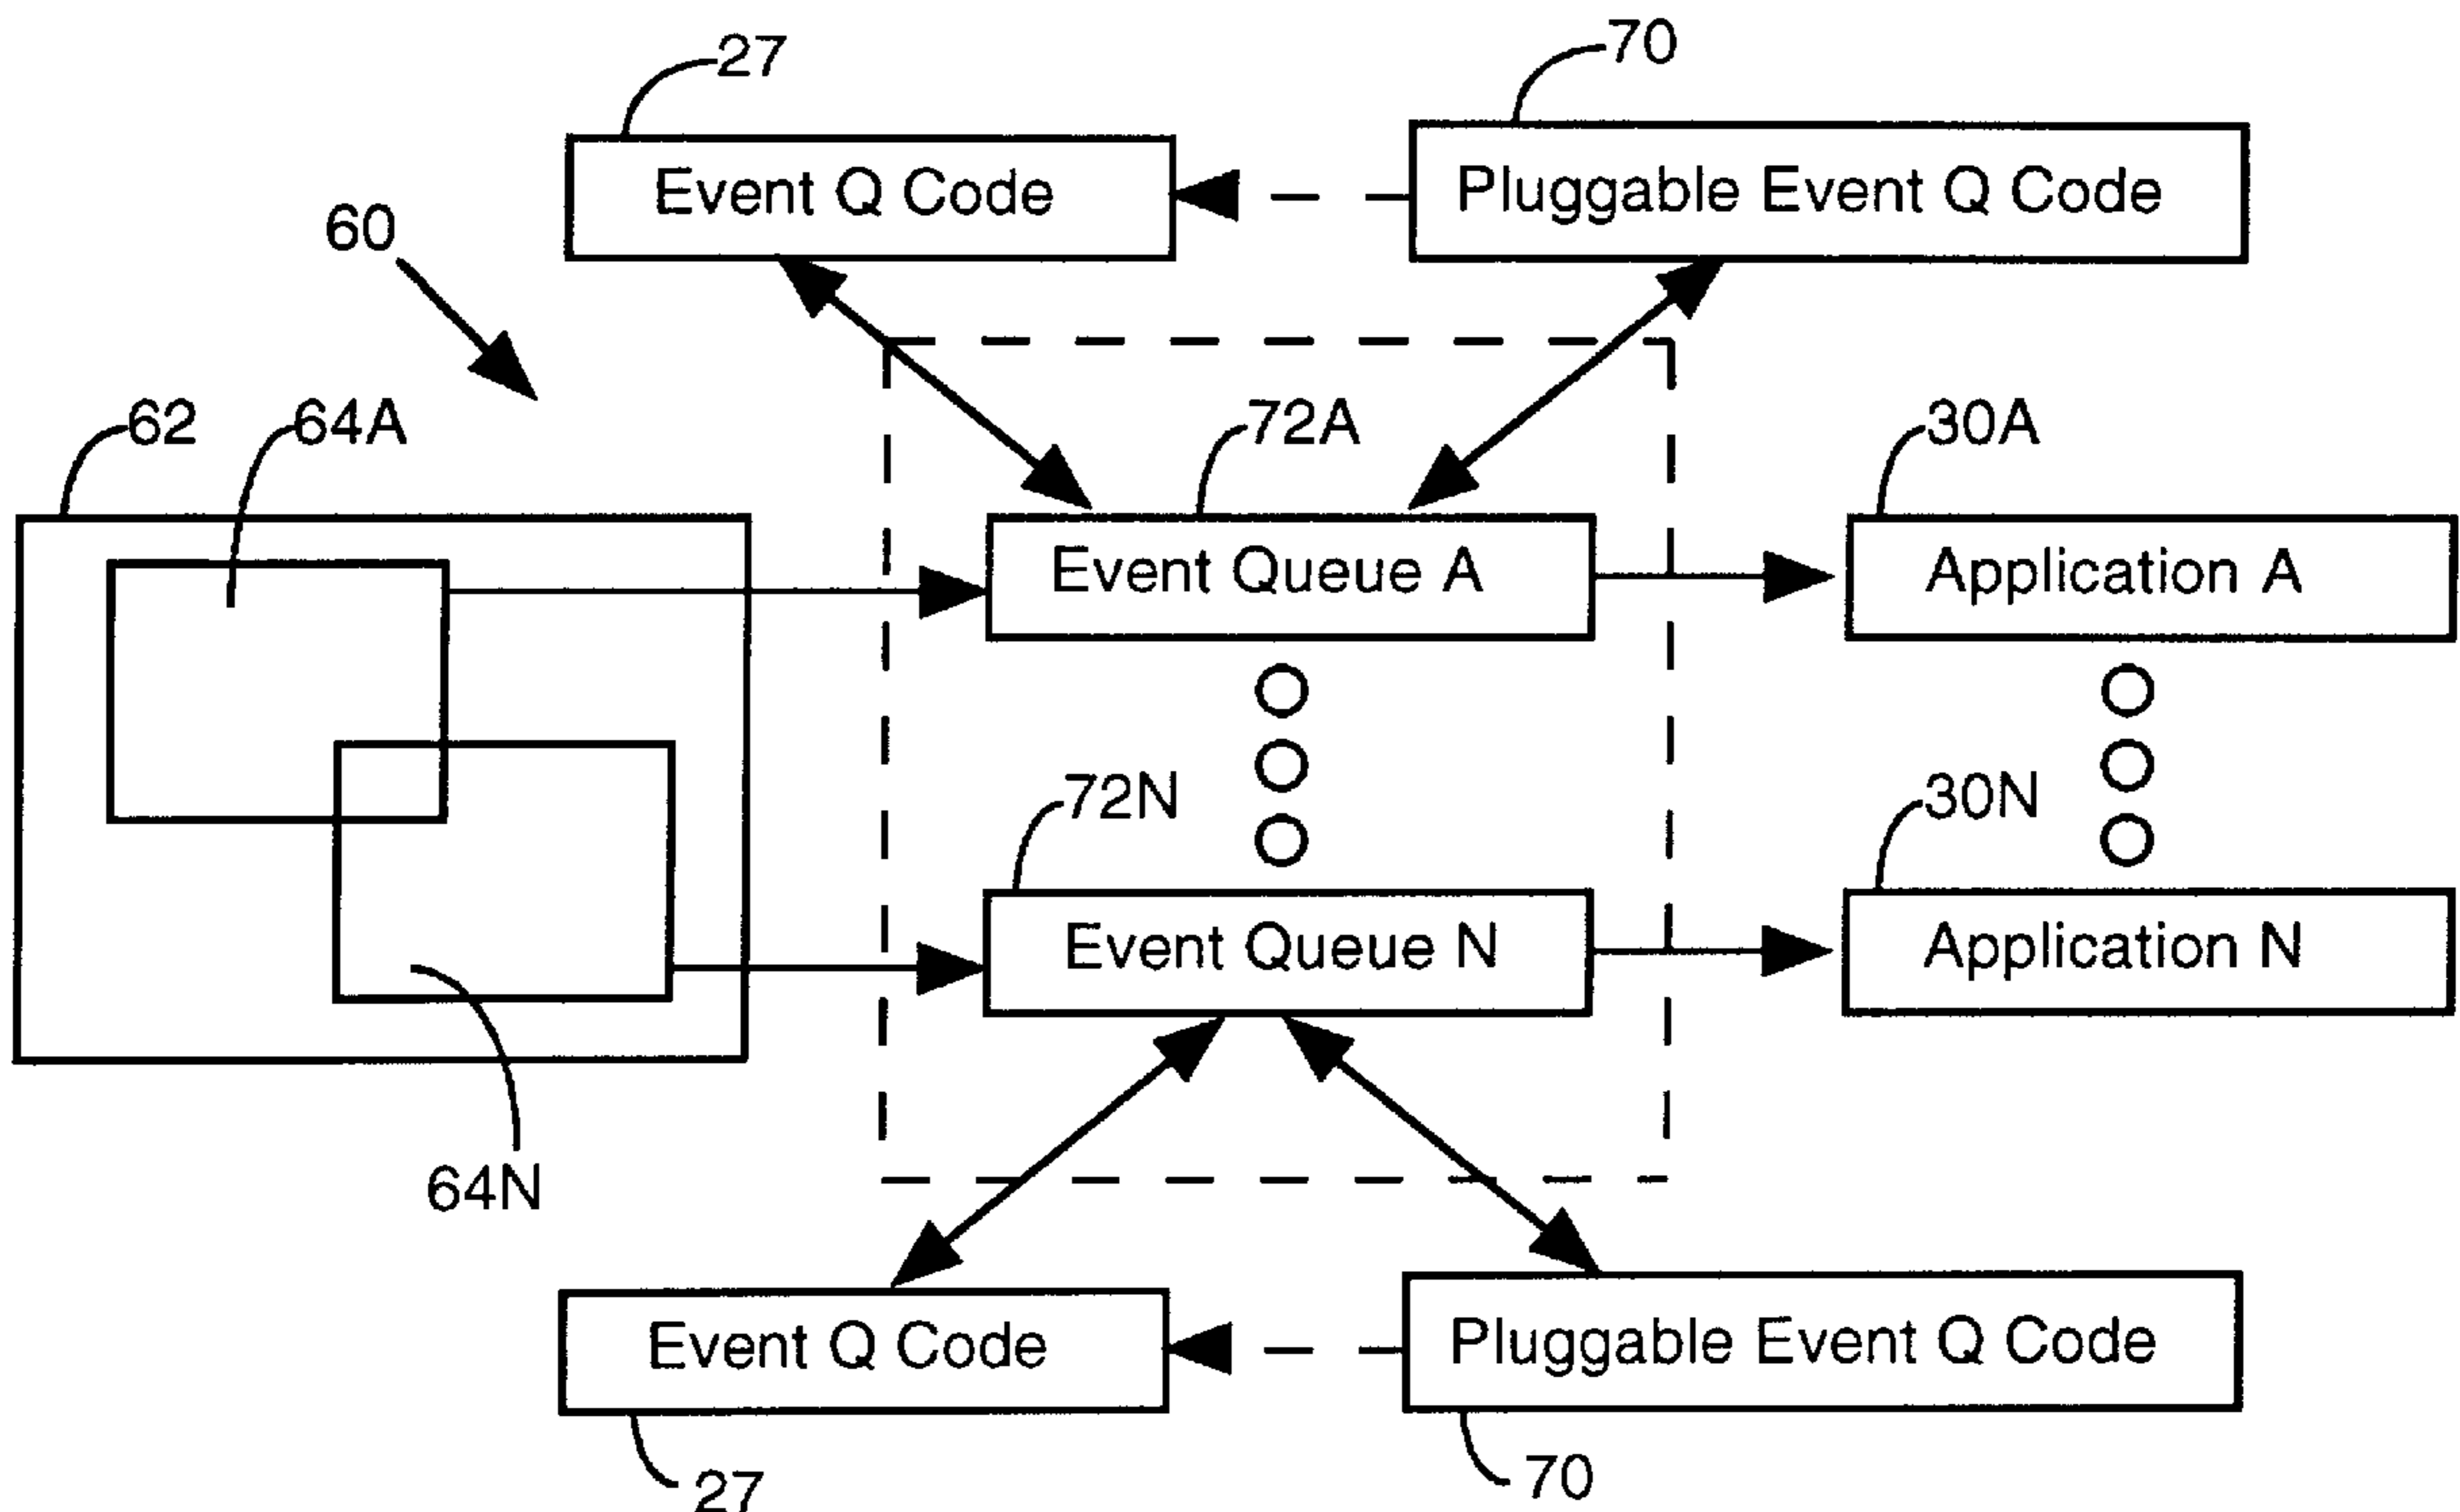 27
70
Event Q Code
Pluggable Event Q Code
60
62
64A
72A
30A
Event Queue A
Application A
72N
30N
Event Queue N
Application N
64N
Event Q Code
Pluggable Event Q Code
27
70